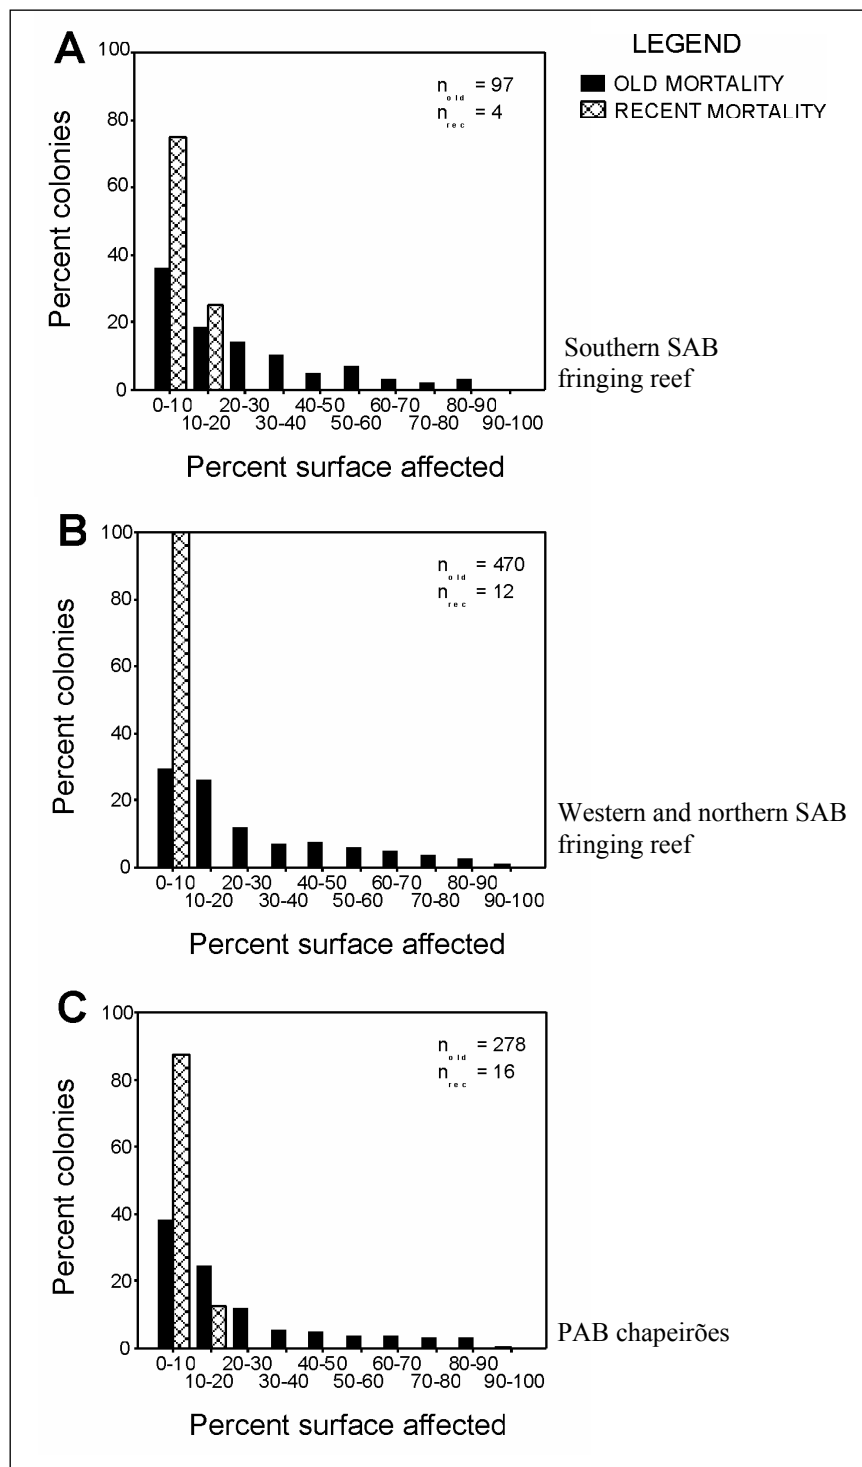 LEGEND
OLD MORTALITY
RECENT MORTALITY
A
n old = 97
n rec = 4
100
80
60
40
20
0
Percent colonies
0-10 20-30 40-50 60-70 80-90
10-20 30-40 50-60 70-80 90-100
Percent surface affected
Southern SAB
fringing reef
B
n old = 470
n rec = 12
100
80
60
40
20
0
Percent colonies
0-10 20-30 40-50 60-70 80-90
10-20 30-40 50-60 70-80 90-100
Percent surface affected
Western and northern SAB
fringing reef
C
n old = 278
n rec = 16
100
80
60
40
20
0
Percent colonies
0-10 20-30 40-50 60-70 80-90
10-20 30-40 50-60 70-80 90-100
Percent surface affected
PAB chapeirões